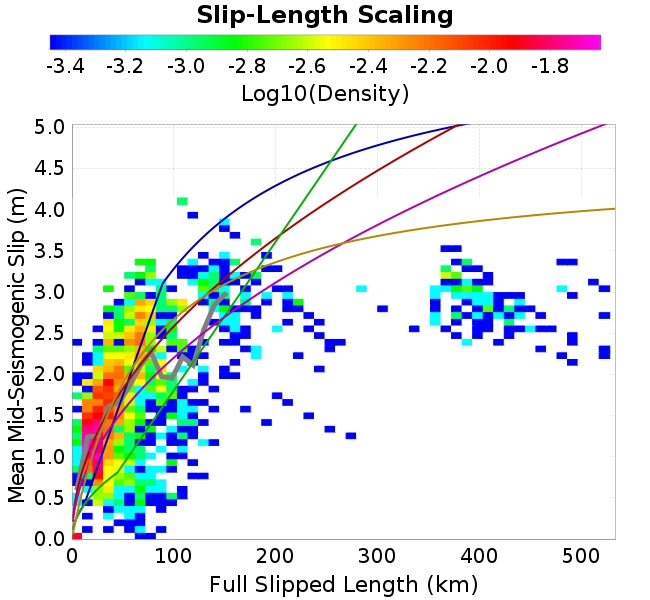 Slip-Length Scaling
-3.4 -3.2 -3.0 -2.8 -2.6 -2.4 -2.2 -2.0 -1.8
Log10(Density)
Mean Mid-Seismogenic Slip (m)
5.0
4.5
4.0
3.5
3.0
2.5
2.0
1.5
1.0
0.5
0.0
0 100 200 300 400 500
Full Slipped Length (km)